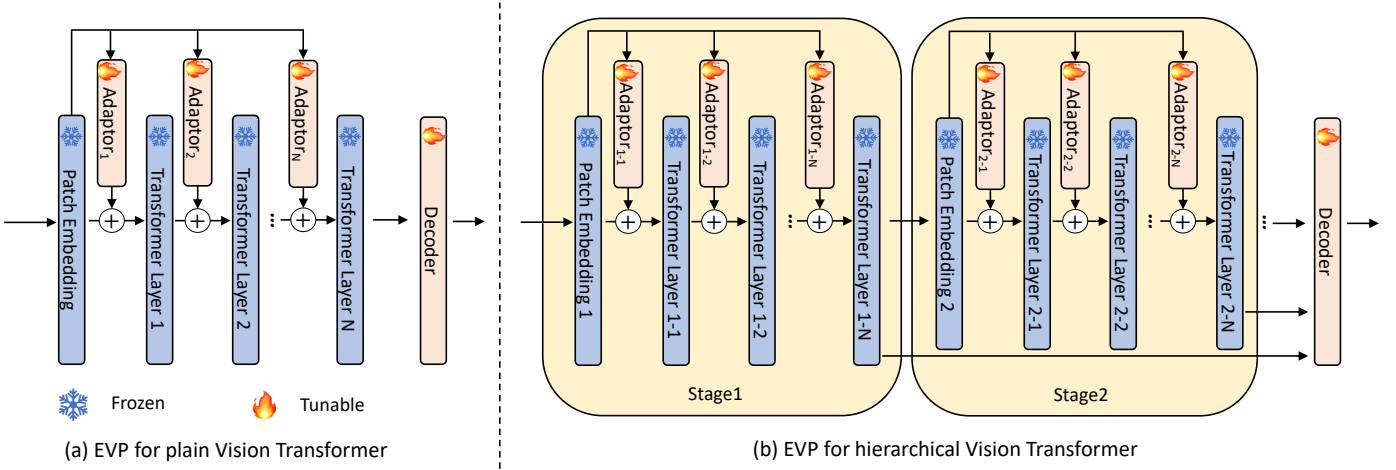 Patch Embedding
Adaptor1
Transformer Layer 1
Adaptor2
Transformer Layer 2
...
AdaptorN
Transformer Layer N
Decoder
Frozen
Tunable
(a) EVP for plain Vision Transformer
Patch Embedding 1
Adaptor1-1
Transformer Layer 1-1
Adaptor1-2
Transformer Layer 1-2
...
Adaptor1-N
Transformer Layer 1-N
Stage1
Patch Embedding 2
Adaptor2-1
Transformer Layer 2-1
Adaptor2-2
Transformer Layer 2-2
...
Adaptor2-N
Transformer Layer 2-N
Stage2
...
Decoder
(b) EVP for hierarchical Vision Transformer